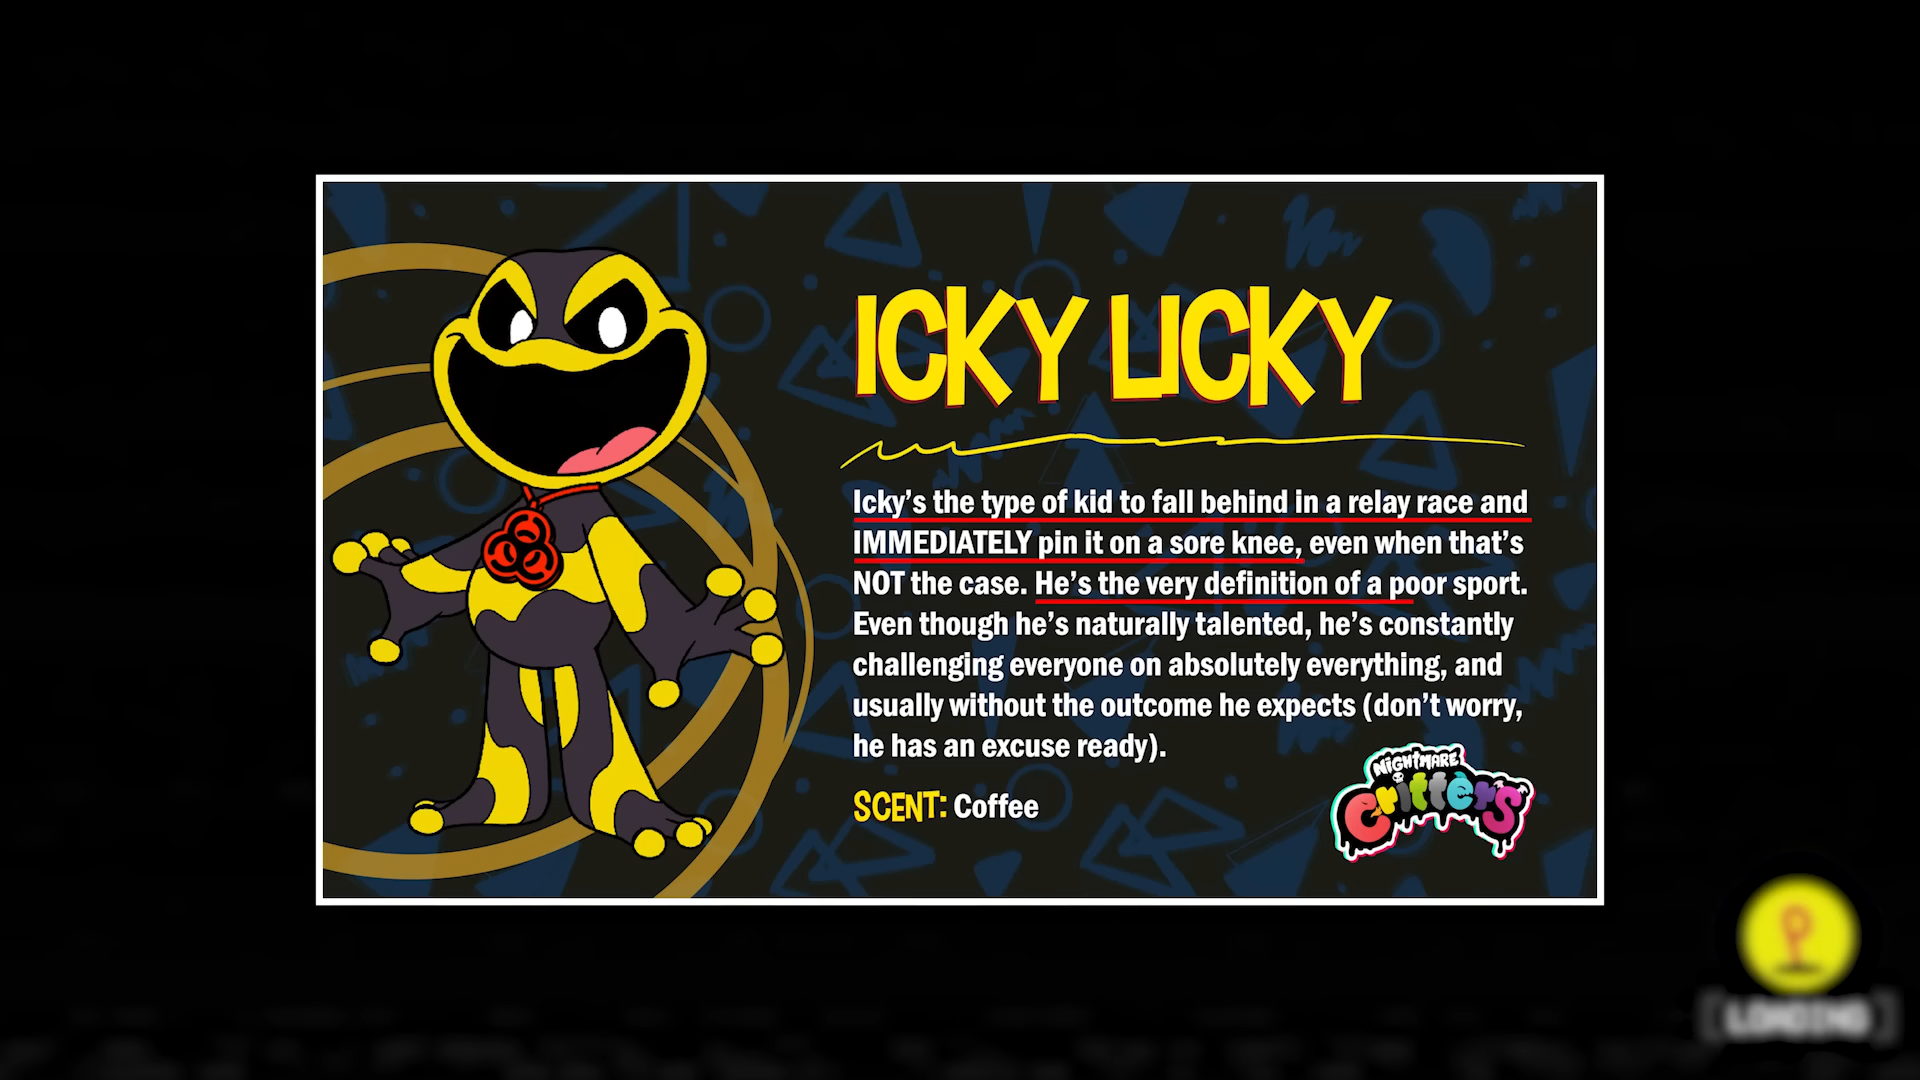 ICKY LICKY
Icky's the type of kid to fall behind in a relay race and
IMMEDIATELY pin it on a sore knee, even when that's
NOT the case. He's the very definition of a poor sport.
Even though he's naturally talented, he's constantly
challenging everyone on absolutely everything, and
usually without the outcome he expects (don't worry,
he has an excuse ready).
SCENT: Coffee
NIGHTMARE
Critters
P
[LOADING]